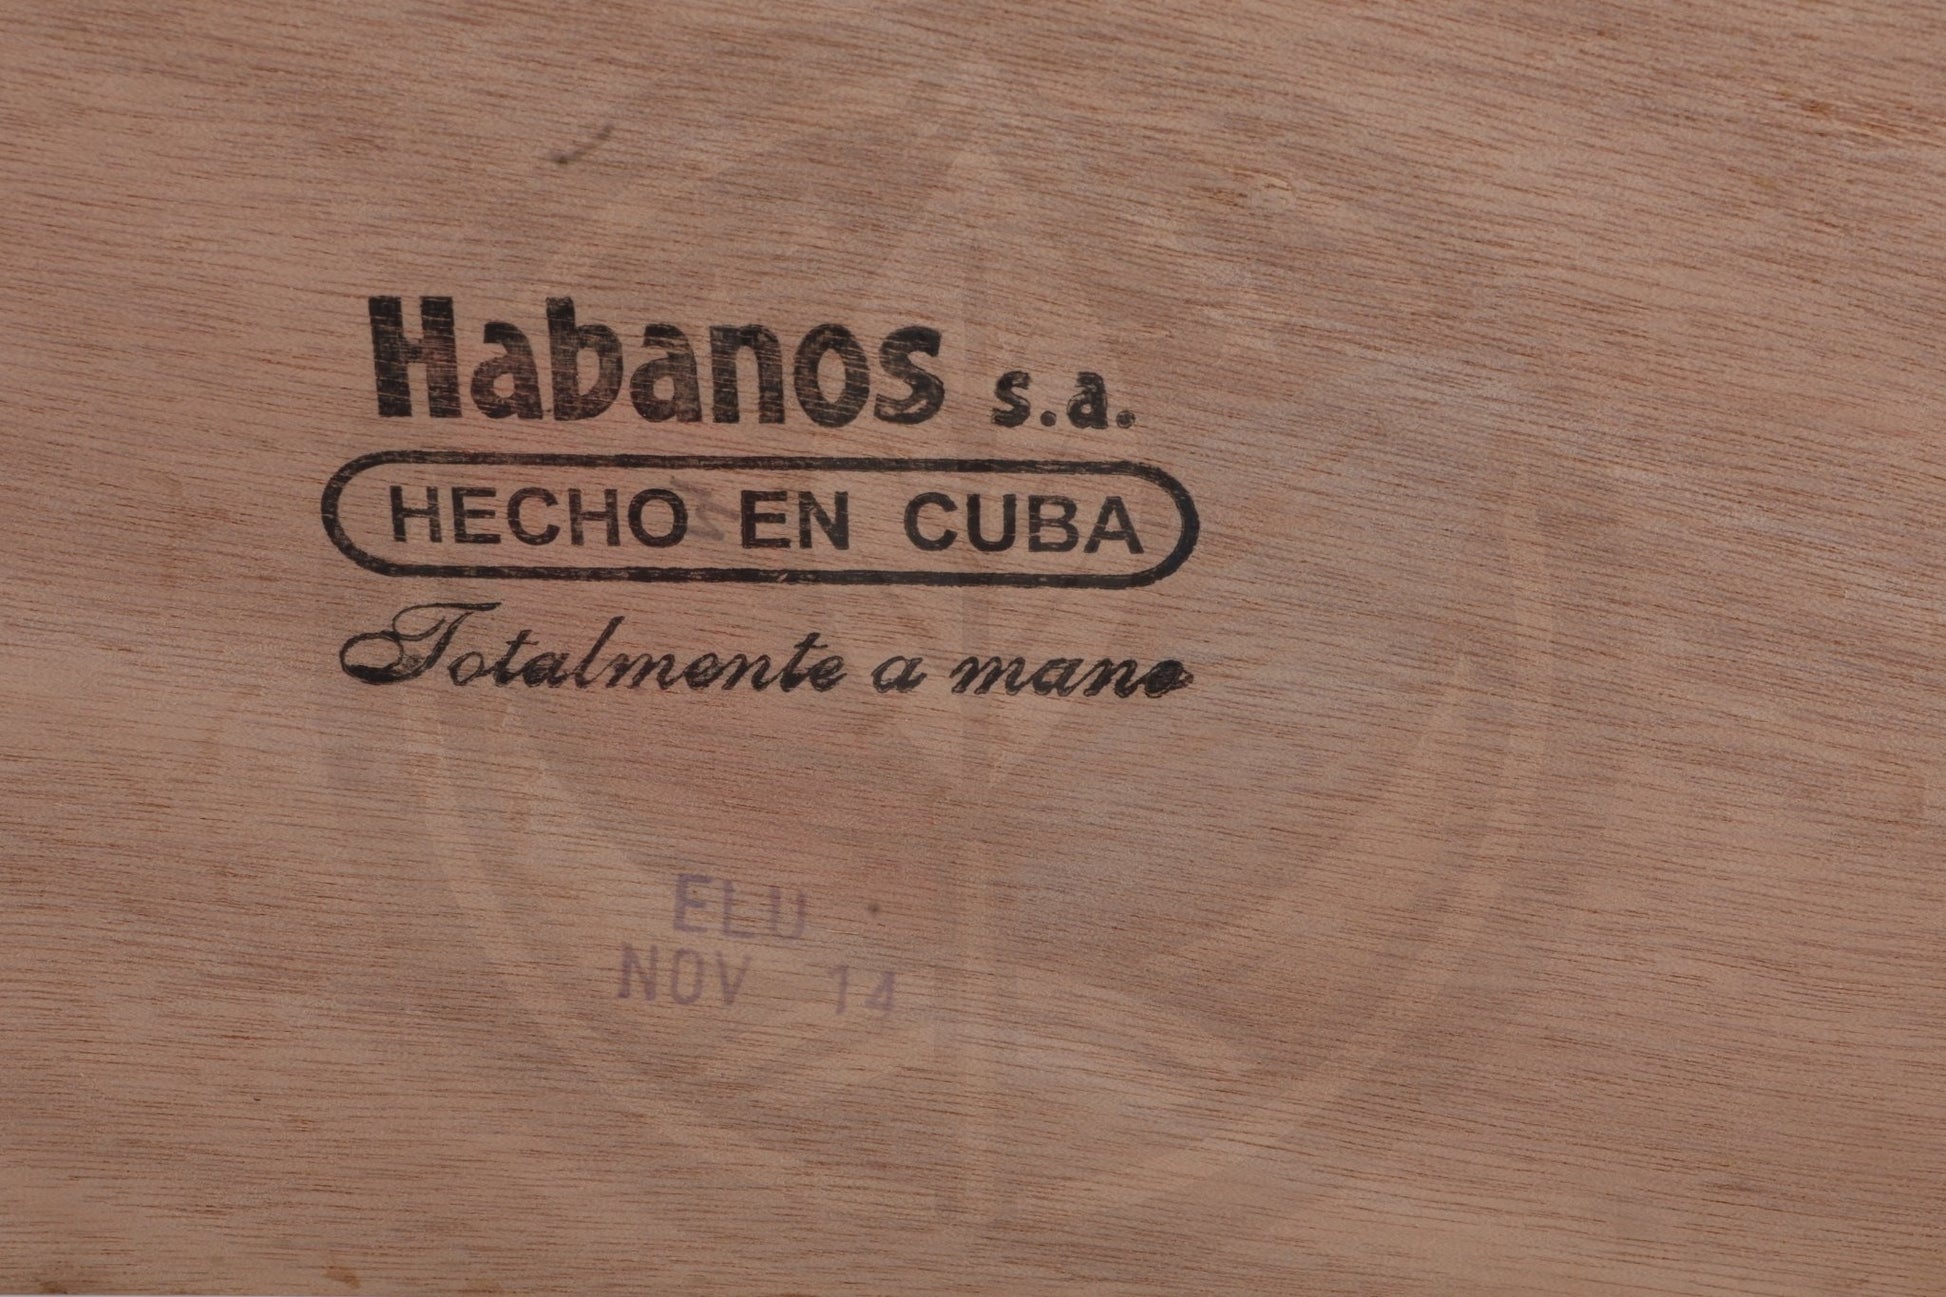 Habanos s.a.
HECHO EN CUBA
Totalmente a mano
ELU
NOV 14